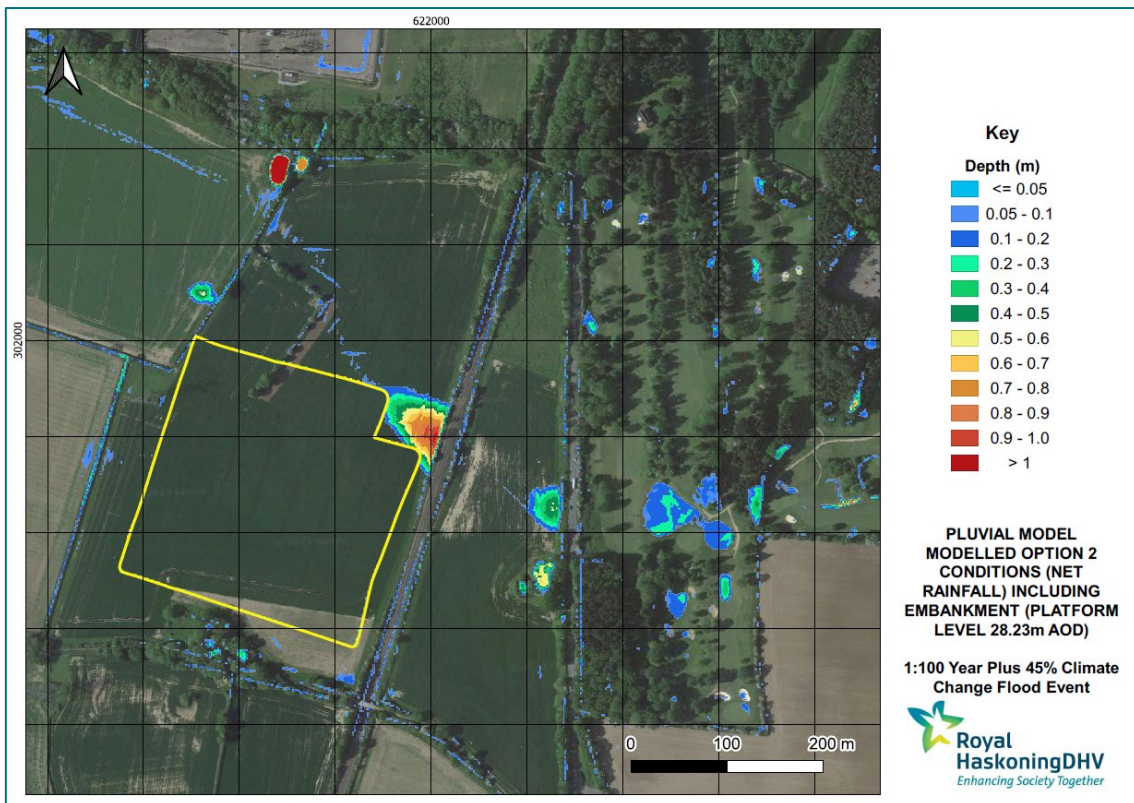 622000
302000
Key
Depth (m)
<= 0.05
0.05 - 0.1
0.1 - 0.2
0.2 - 0.3
0.3 - 0.4
0.4 - 0.5
0.5 - 0.6
0.6 - 0.7
0.7 - 0.8
0.8 - 0.9
0.9 - 1.0
> 1
PLUVIAL MODEL
MODELLED OPTION 2
CONDITIONS (NET
RAINFALL) INCLUDING
EMBANKMENT (PLATFORM
LEVEL 28.23m AOD)
1:100 Year Plus 45% Climate
Change Flood Event
0 100 200 m
Royal
HaskoningDHV
Enhancing Society Together